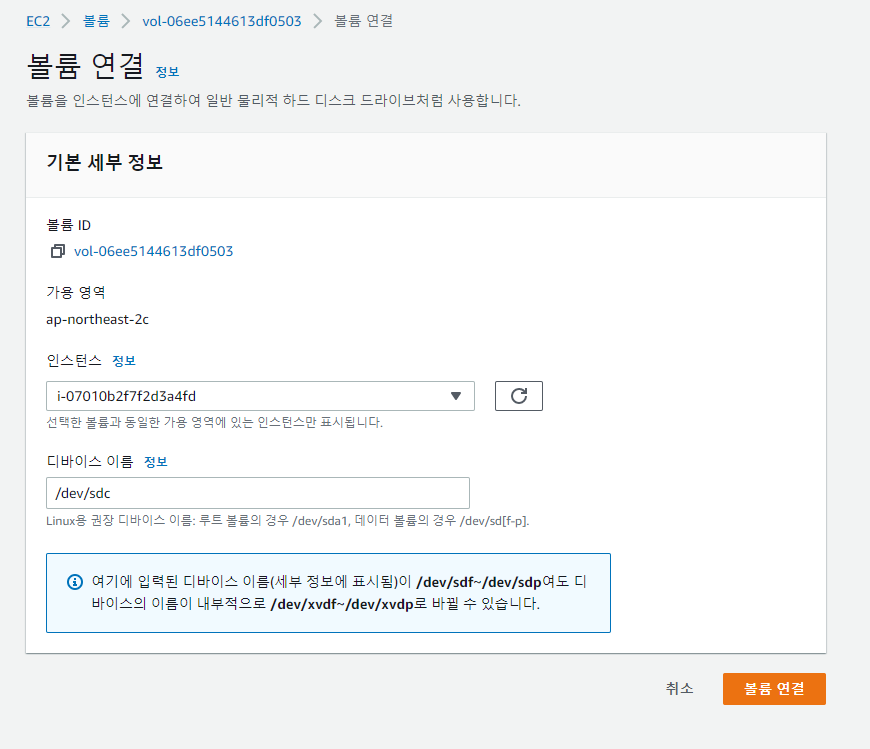 EC2 > 볼륨 > vol-06ee5144613df0503 > 볼륨 연결
볼륨 연결 정보
볼륨을 인스턴스에 연결하여 일반 물리적 하드 디스크 드라이브처럼 사용합니다.
기본 세부 정보
볼륨 ID
vol-06ee5144613df0503
가용 영역
ap-northeast-2c
인스턴스 정보
i-07010b2f7f2d3a4fd
선택한 볼륨과 동일한 가용 영역에 있는 인스턴스만 표시됩니다.
디바이스 이름 정보
/dev/sdc
Linux용 권장 디바이스 이름: 루트 볼륨의 경우 /dev/sda1, 데이터 볼륨의 경우 /dev/sd[f-p].
여기에 입력된 디바이스 이름(세부 정보에 표시됨)이 /dev/sdf~/dev/sdp여도 디
바이스의 이름이 내부적으로 /dev/xvdf~/dev/xvdp로 바뀔 수 있습니다.
취소 볼륨 연결